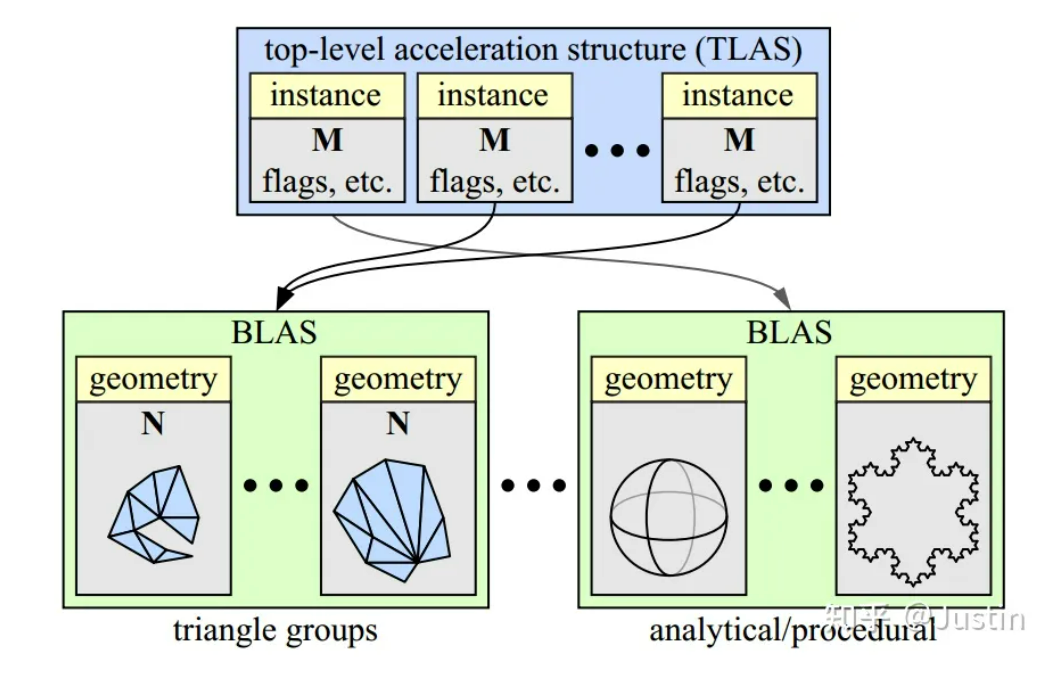 top-level acceleration structure (TLAS)
instance instance instance
M M M
flags, etc. flags, etc. flags, etc.
BLAS BLAS
geometry geometry geometry geometry
N N
triangle groups analytical/procedural
知乎 @Justin